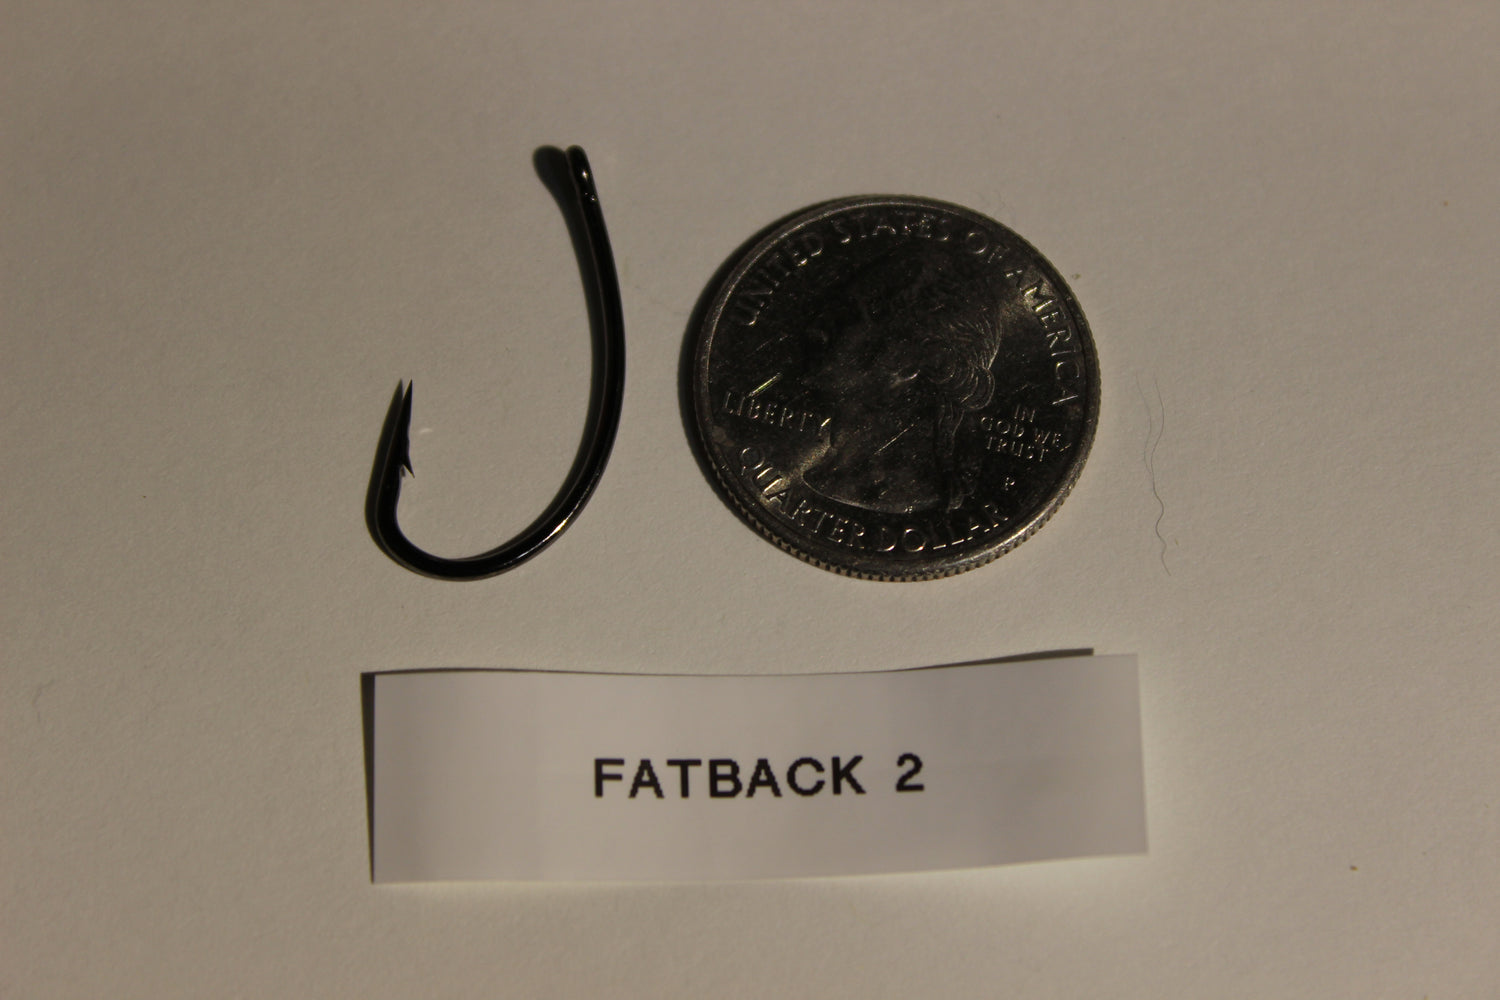 UNITED STATES OF AMERICA
LIBERTY
IN
GOD WE
TRUST
P
QUARTER DOLLAR
FATBACK 2